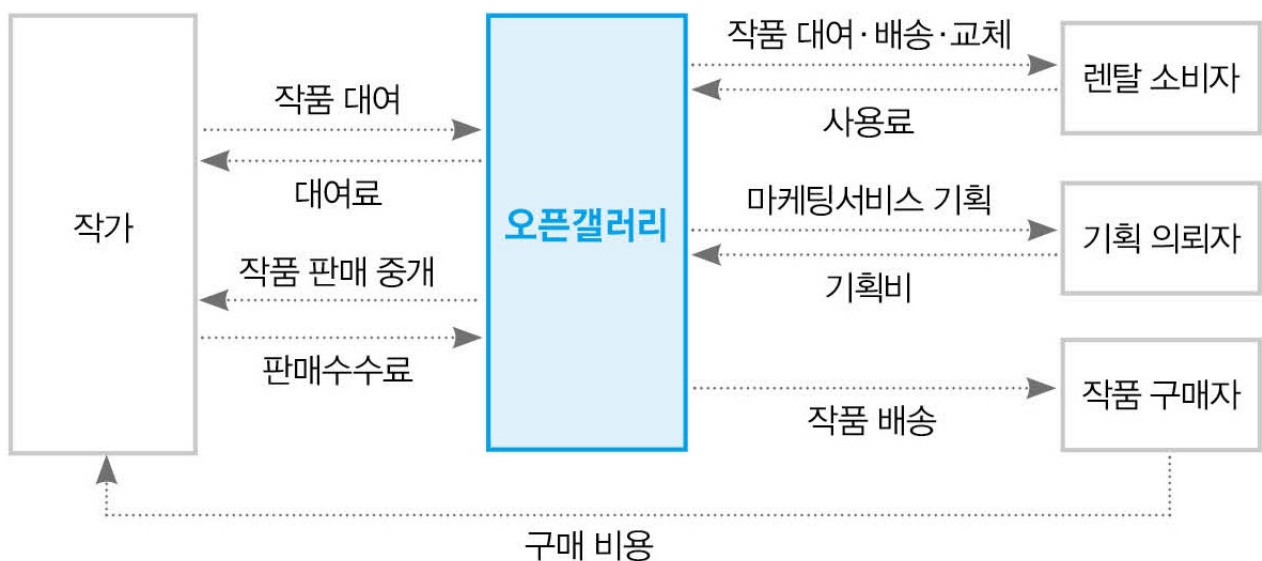 작가
작품 대여
대여료
작품 판매 중개
판매수수료
오픈갤러리
작품 대여·배송·교체
사용료
렌탈 소비자
마케팅서비스 기획
기획비
기획 의뢰자
작품 배송
작품 구매자
구매 비용